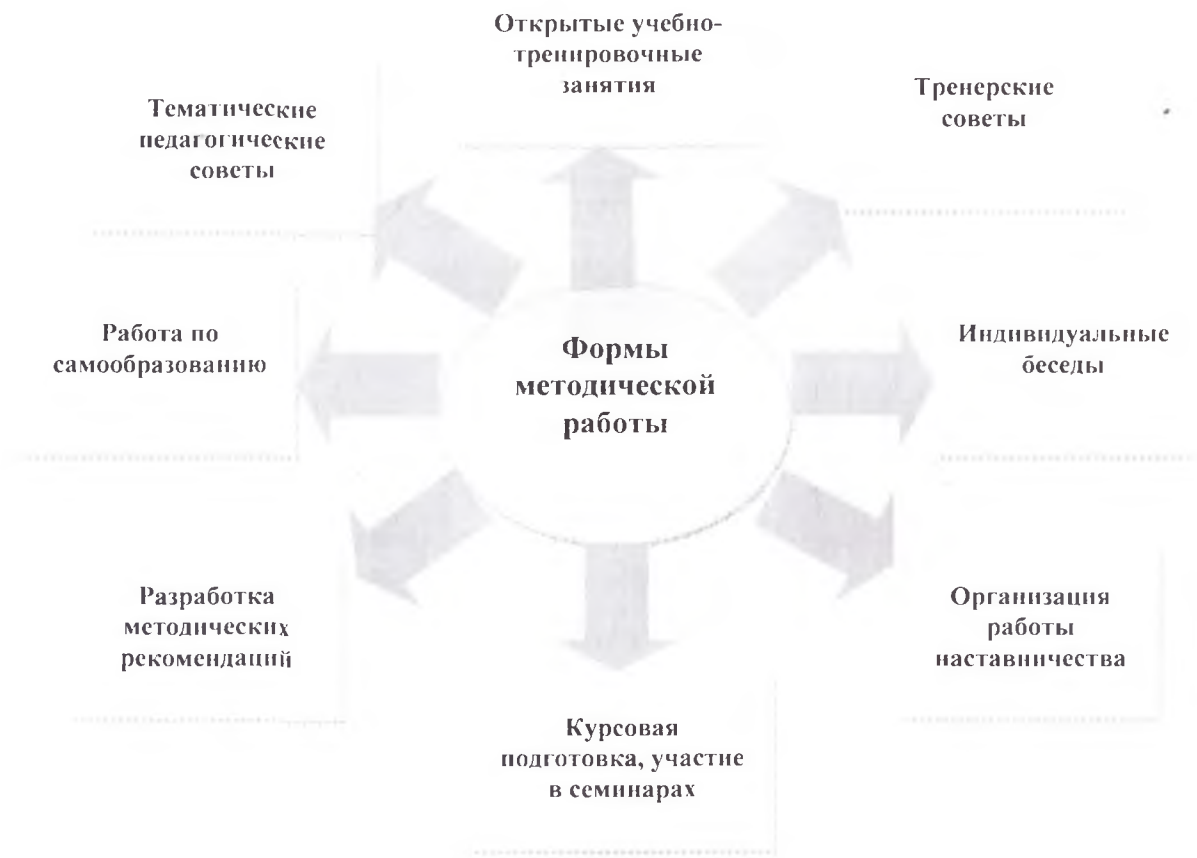 Открытые учебно-
тренировочные
занятия
Тренерские
советы
Тематические
педагогические
советы
Работа по
самообразованию
Формы
методической
работы
Индивидуальные
беседы
Разработка
методических
рекомендаций
Организация
работы
наставничества
Курсовая
подготовка, участие
в семинарах